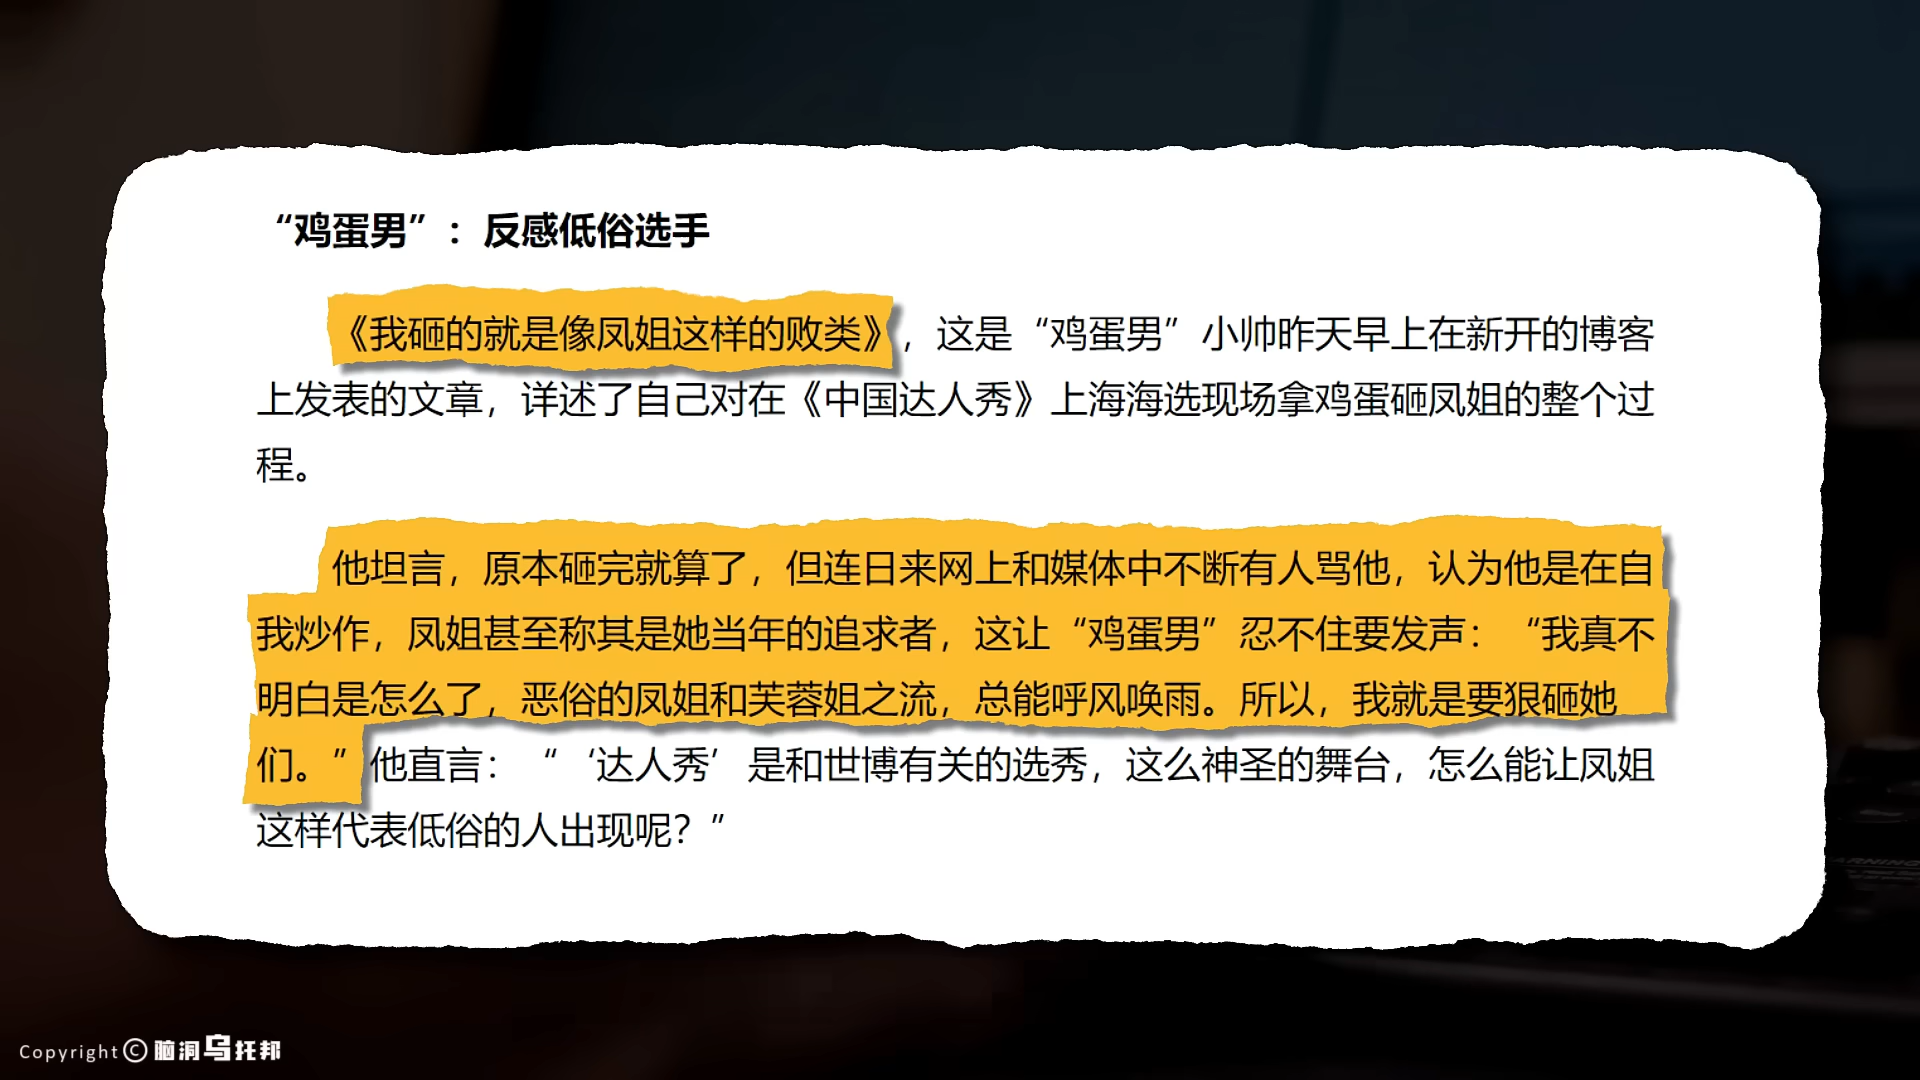 “鸡蛋男”：反感低俗选手
《我砸的就是像凤姐这样的败类》，这是“鸡蛋男”小帅昨天早上在新开的博客
上发表的文章，详述了自己对在《中国达人秀》上海海选现场拿鸡蛋砸凤姐的整个过
程。
他坦言，原本砸完就算了，但连日来网上和媒体中不断有人骂他，认为他是在自
我炒作，凤姐甚至称其是她当年的追求者，这让“鸡蛋男”忍不住要发声：“我真不
明白是怎么了，恶俗的凤姐和芙蓉姐之流，总能呼风唤雨。所以，我就是要狠砸她
们。”他直言：“‘达人秀’是和世博有关的选秀，这么神圣的舞台，怎么能让凤姐
这样代表低俗的人出现呢？”
ARNING
Copyright © 脑洞乌托邦